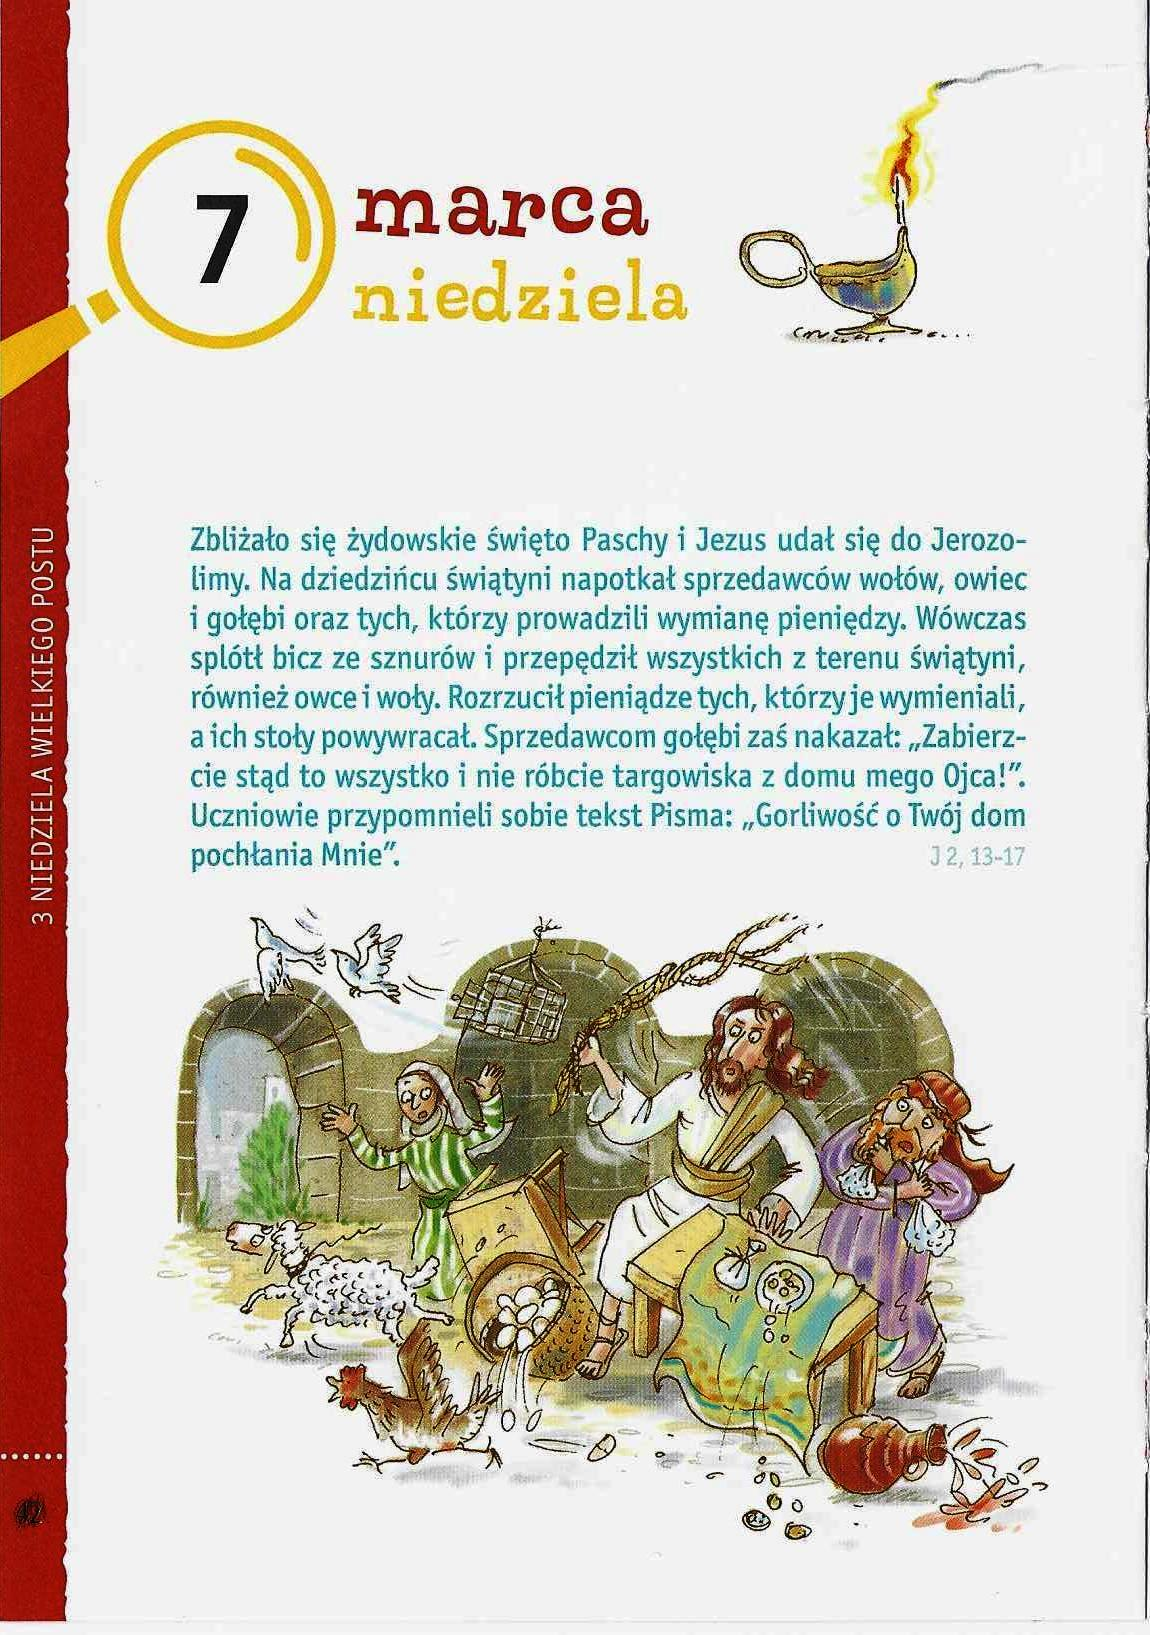 7
marca
niedziela
3 NIEDZIELA WIELKIEGO POSTU
Zbliżało się żydowskie święto Paschy i Jezus udał się do Jerozo-
limy. Na dziedzińcu świątyni napotkał sprzedawców wołów, owiec
i gołębi oraz tych, którzy prowadzili wymianę pieniędzy. Wówczas
splótł bicz ze sznurów i przepędził wszystkich z terenu świątyni,
również owce i woły. Rozrzucił pieniądze tych, którzy je wymieniali,
a ich stoły powywracał. Sprzedawcom gołębi zaś nakazał: „Zabierz-
cie stąd to wszystko i nie róbcie targowiska z domu mego Ojca!”.
Uczniowie przypomnieli sobie tekst Pisma: „Gorliwość o Twój dom
pochłania Mnie”.
J 2, 13-17